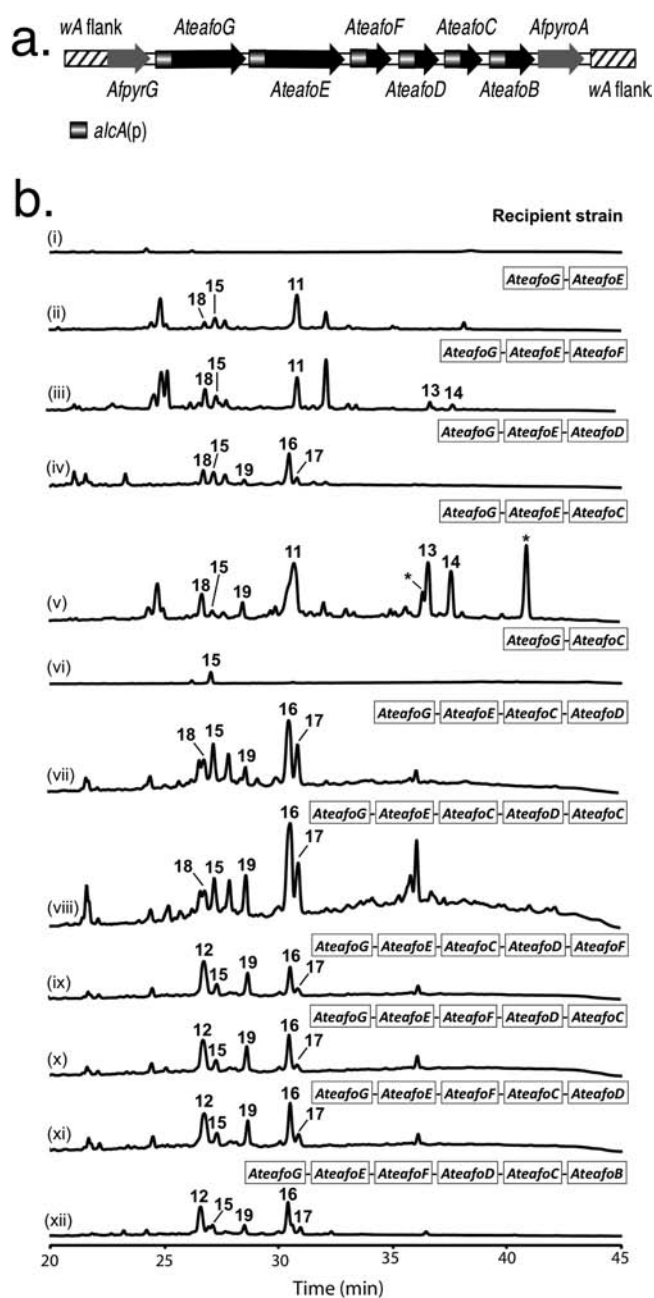 a.
wA flank AteafoG AteafoF AteafoC AfpyroA
AfpyrG AteafoE AteafoD AteafoB wA flank
alcA(p)
b.
Recipient strain
(i)
AteafoG-AteafoE
18 15 11
(ii)
AteafoG-AteafoE-AteafoF
18 15 11 13 14
(iii)
AteafoG-AteafoE-AteafoD
18 15 19 16 17
(iv)
AteafoG-AteafoE-AteafoC
18 15 19 11 * 13 14 *
(v)
AteafoG-AteafoC
15
(vi)
AteafoG-AteafoE-AteafoC-AteafoD
18 15 19 16 17
(vii)
AteafoG-AteafoE-AteafoC-AteafoD-AteafoC
18 15 19 16 17
(viii)
AteafoG-AteafoE-AteafoC-AteafoD-AteafoF
12 15 19 16 17
(ix)
AteafoG-AteafoE-AteafoF-AteafoD-AteafoC
12 15 19 16 17
(x)
AteafoG-AteafoE-AteafoF-AteafoC-AteafoD
12 15 19 16 17
(xi)
AteafoG-AteafoE-AteafoF-AteafoD-AteafoC-AteafoB
12 15 19 16 17
(xii)
20 25 30 35 40 45
Time (min)